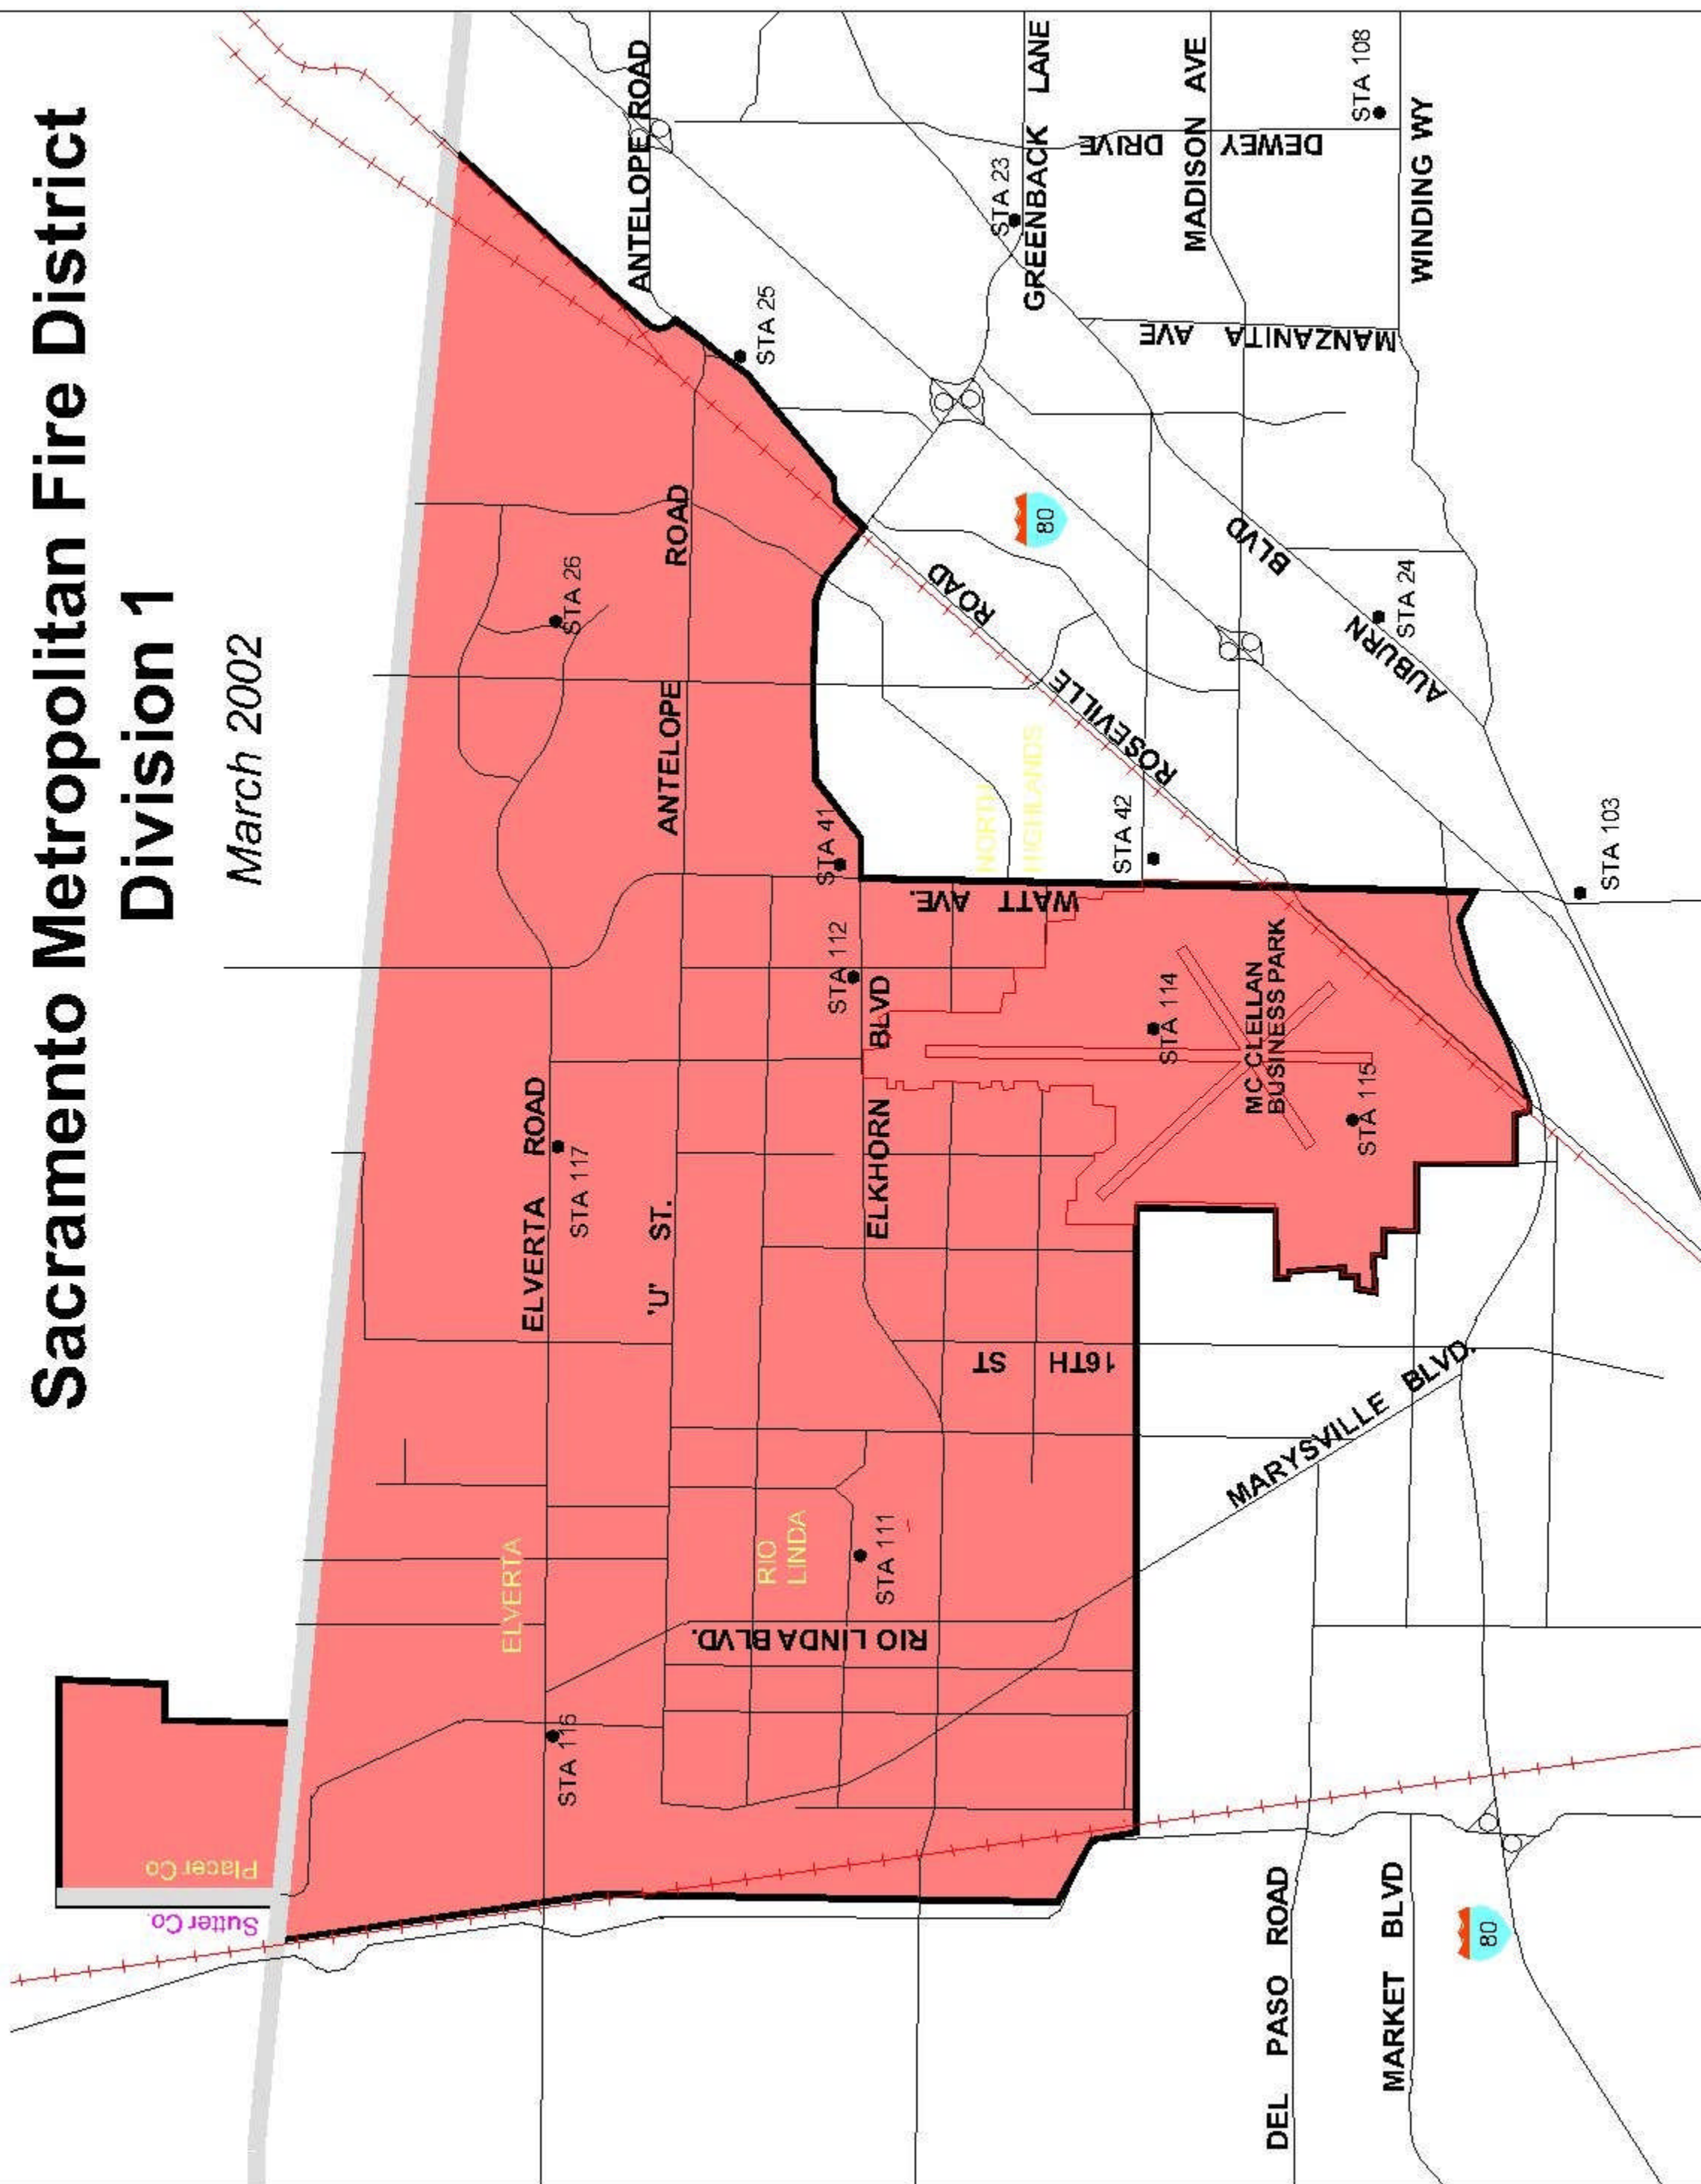 Sacramento Metropolitan Fire District
Division 1
March 2002
Sutter Co.
Placer Co
ELVERTA
STA 116
ELVERTA ROAD
STA 117
STA 26
'U' ST.
ANTELOPE ROAD
ANTELOPE ROAD
STA 25
RIO
LINDA
RIO LINDA BLVD.
STA 111
ELKHORN BLVD
STA 112
STA 41
16TH ST
WATT AVE.
NORTH
HIGHLANDS
STA 42
ROSEVILLE ROAD
80
STA 23
GREENBACK LANE
DEWEY DRIVE
MADISON AVE
MANZANITA AVE
STA 108
WINDING WY
STA 114
MC CLELLAN
BUSINESS PARK
STA 115
AUBURN BLVD
STA 24
STA 103
MARYSVILLE BLVD.
DEL PASO ROAD
MARKET BLVD
80